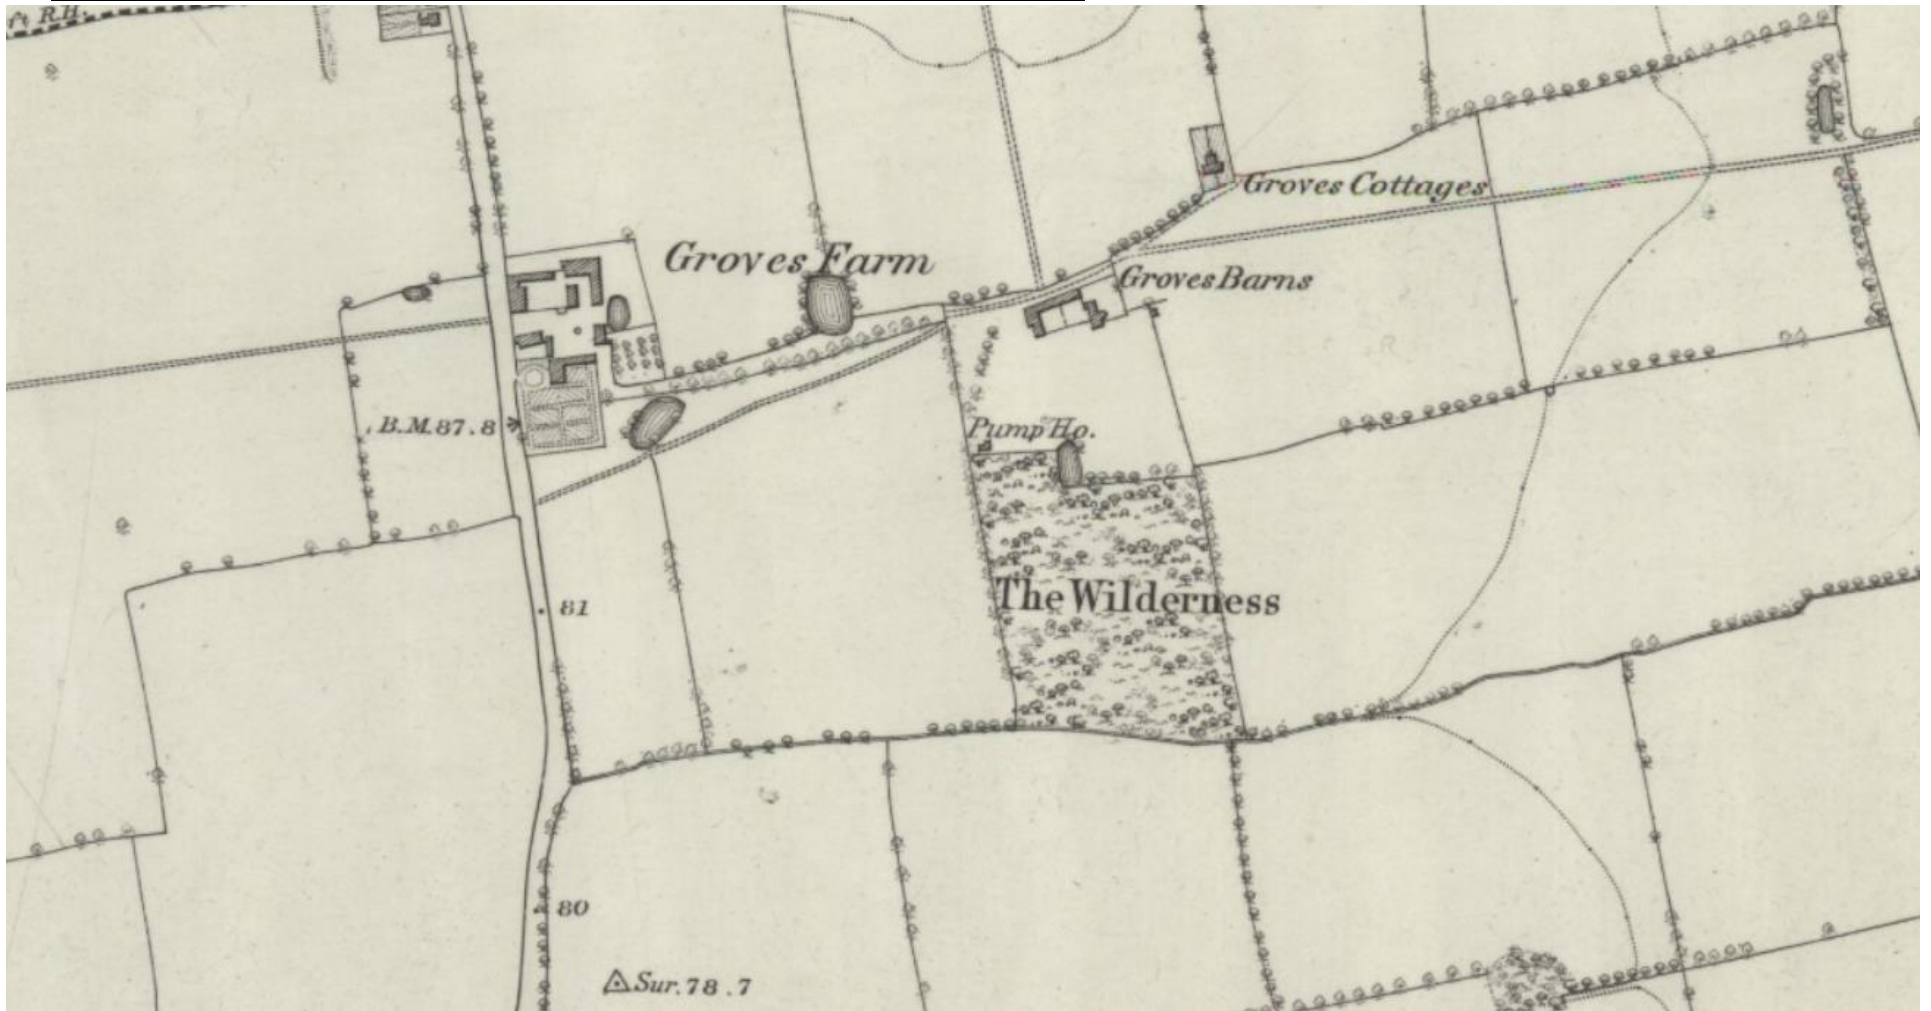 R.H.
Groves Cottages
Groves Farm
Groves Barns
B.M. 87.8
Pump Ho.
The Wilderness
81
80
Sur. 78.7